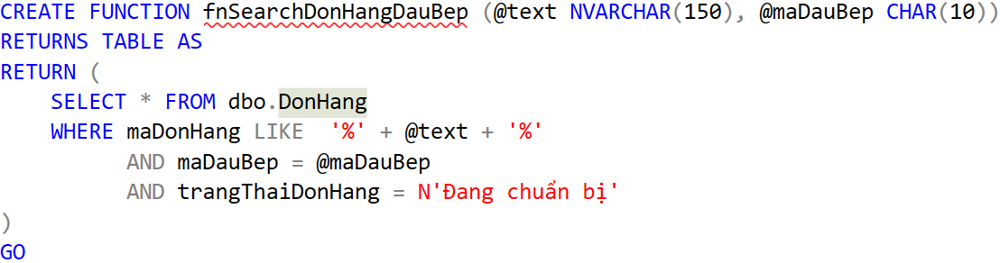 CREATE FUNCTION fnSearchDonHangDauBep (@text NVARCHAR(150), @maDauBep CHAR(10))
RETURNS TABLE AS
RETURN (
    SELECT * FROM dbo.DonHang
    WHERE maDonHang LIKE  '%' + @text + '%'
          AND maDauBep = @maDauBep
          AND trangThaiDonHang = N'Đang chuẩn bị'
)
GO